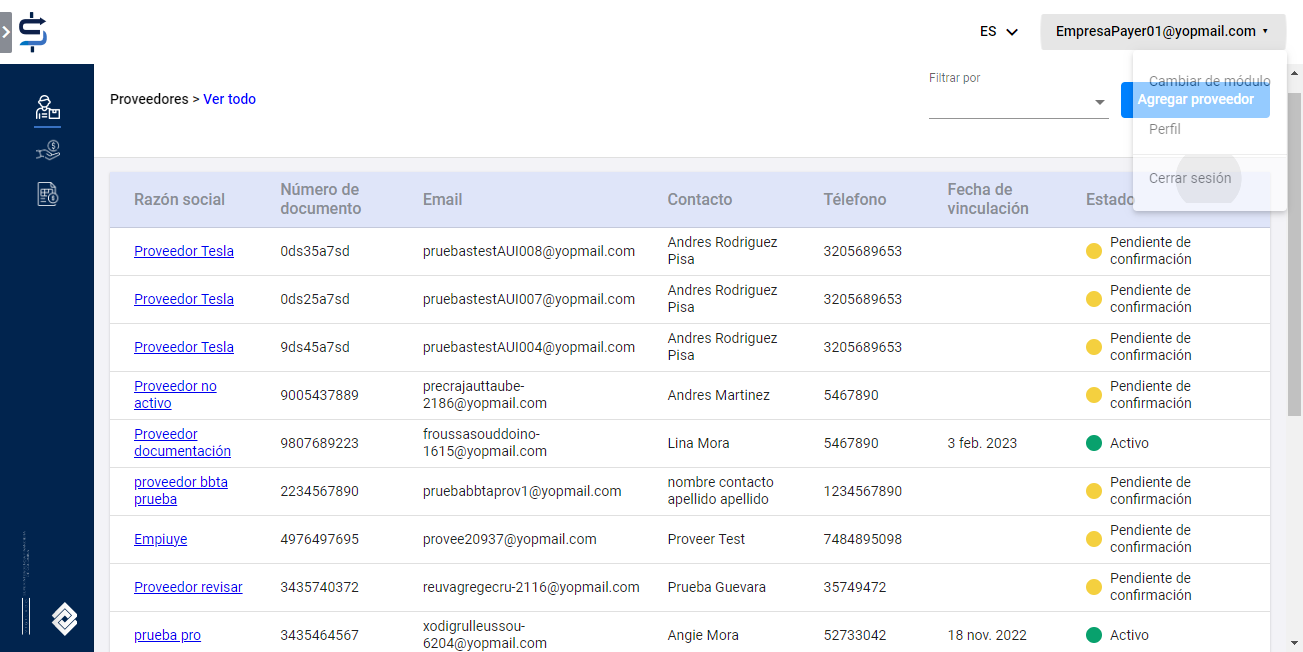 ES
EmpresaPayer01@yopmail.com
Cambiar de módulo
Perfil
Cerrar sesión
Proveedores > Ver todo
Filtrar por
Agregar proveedor
Razón social Número de documento Email Contacto Télefono Fecha de vinculación Estado
Proveedor Tesla 0ds35a7sd pruebastestAUI008@yopmail.com Andres Rodriguez Pisa 3205689653 Pendiente de confirmación
Proveedor Tesla 0ds25a7sd pruebastestAUI007@yopmail.com Andres Rodriguez Pisa 3205689653 Pendiente de confirmación
Proveedor Tesla 9ds45a7sd pruebastestAUI004@yopmail.com Andres Rodriguez Pisa 3205689653 Pendiente de confirmación
Proveedor no activo 9005437889 precrajauttaube-2186@yopmail.com Andres Martinez 5467890 Pendiente de confirmación
Proveedor documentación 9807689223 froussasouddoino-1615@yopmail.com Lina Mora 5467890 3 feb. 2023 Activo
proveedor bbta prueba 2234567890 pruebabbtaprov1@yopmail.com nombre contacto apellido apellido 1234567890 Pendiente de confirmación
Empiuye 4976497695 provee20937@yopmail.com Proveer Test 7484895098 Pendiente de confirmación
Proveedor revisar 3435740372 reuvagregecru-2116@yopmail.com Prueba Guevara 35749472 Pendiente de confirmación
prueba pro 3435464567 xodigrulleussou-6204@yopmail.com Angie Mora 52733042 18 nov. 2022 Activo